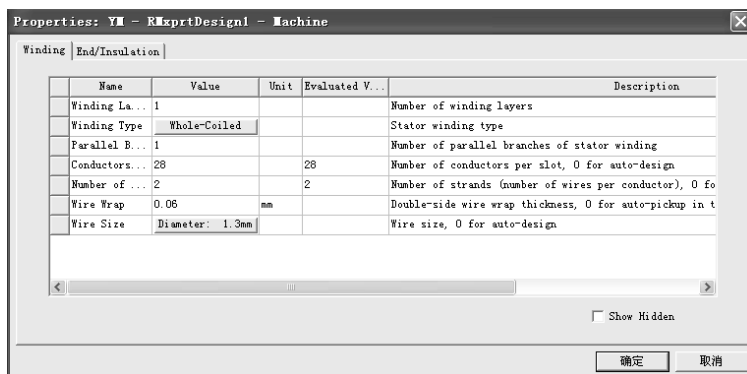 Properties: YM - RMxprtDesign1 - Machine
Winding End/Insulation
Name Value Unit Evaluated V... Description
Winding La... 1 Number of winding layers
Winding Type Whole-Coiled Stator winding type
Parallel B... 1 Number of parallel branches of stator winding
Conductors... 28 28 Number of conductors per slot, 0 for auto-design
Number of ... 2 2 Number of strands (number of wires per conductor), 0 fo
Wire Wrap 0.06 mm Double-side wire wrap thickness, 0 for auto-pickup in t
Wire Size Diameter: 1.3mm Wire size, 0 for auto-design
Show Hidden
确定 取消